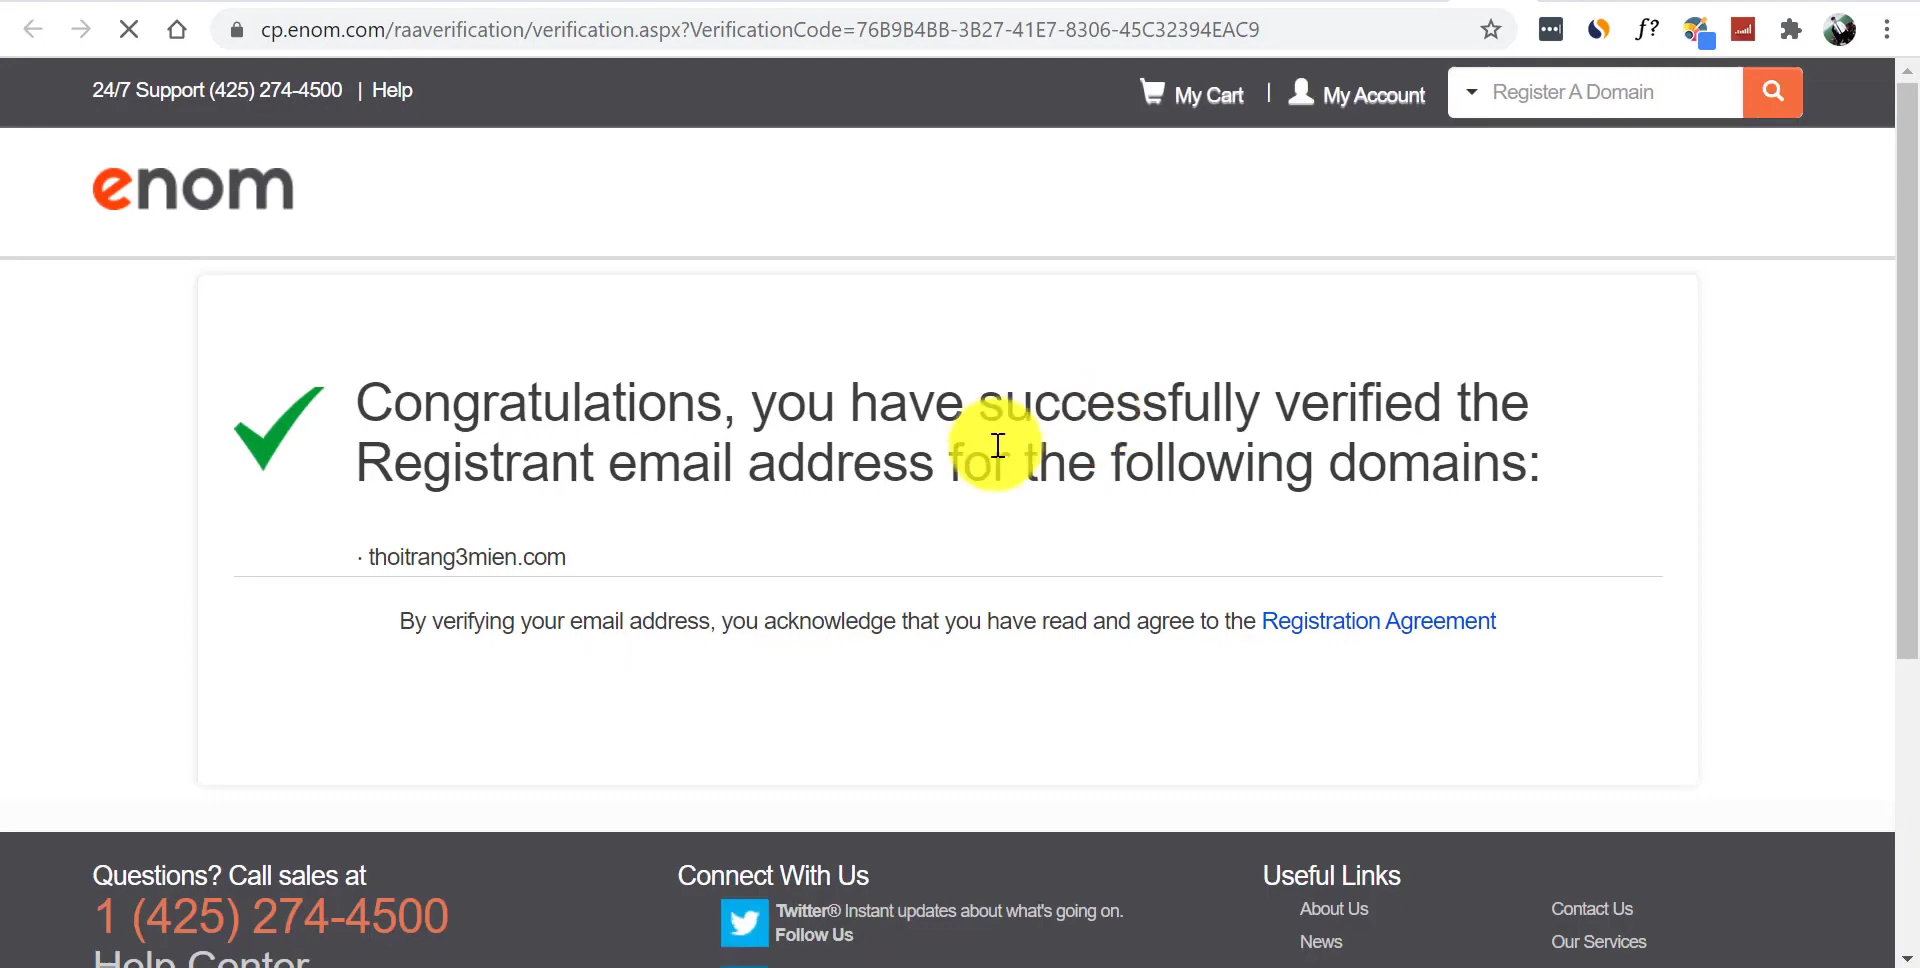 cp.enom.com/raaverification/verification.aspx?VerificationCode=76B9B4BB-3B27-41E7-8306-45C32394EAC9
f?
24/7 Support (425) 274-4500 | Help
My Cart | My Account
Register A Domain
enom
Congratulations, you have successfully verified the
Registrant email address for the following domains:
· thoitrang3mien.com
By verifying your email address, you acknowledge that you have read and agree to the Registration Agreement
Questions? Call sales at
1 (425) 274-4500
Help Center
Connect With Us
Twitter® Instant updates about what's going on.
Follow Us
Useful Links
About Us
Contact Us
News
Our Services